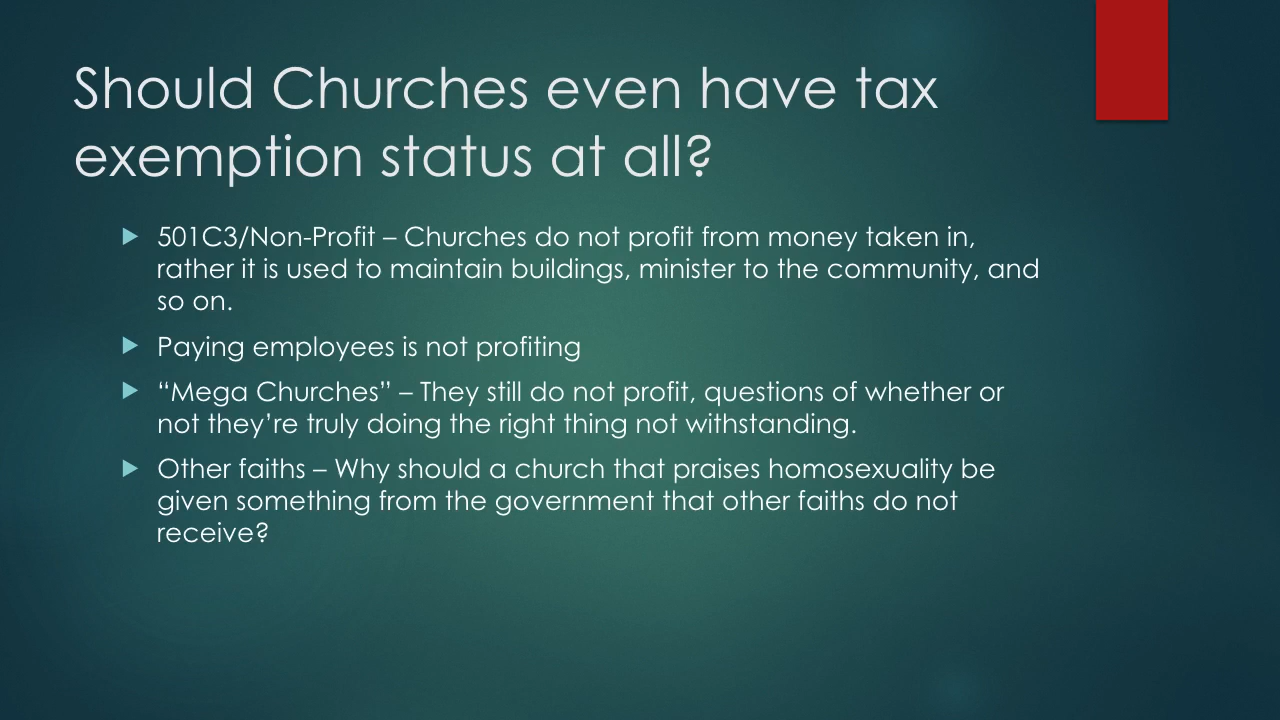 Should Churches even have tax
exemption status at all?
501C3/Non-Profit – Churches do not profit from money taken in,
rather it is used to maintain buildings, minister to the community, and
so on.
Paying employees is not profiting
“Mega Churches” – They still do not profit, questions of whether or
not they’re truly doing the right thing not withstanding.
Other faiths – Why should a church that praises homosexuality be
given something from the government that other faiths do not
receive?